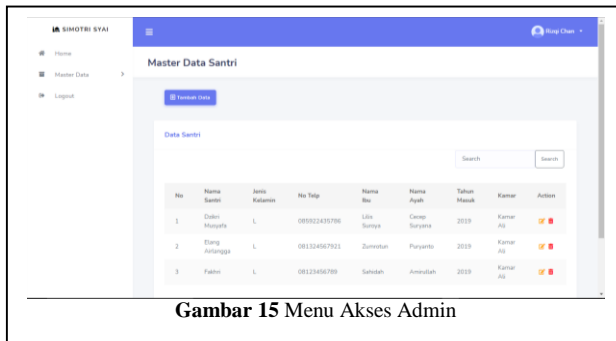 SIMOTRI SYAI
Rizqi Chan
Home
Master Data
Logout
Master Data Santri
Tambah Data
Data Santri
Search Search
No Nama Santri Jenis Kelamin No Telp Nama Ibu Nama Ayah Tahun Masuk Kamar Action
1 Dzikri Musyafa L 085922435786 Lilis Suroya Cecep Suryana 2019 Kamar Ali
2 Elang Airlangga L 081324567921 Zumrotun Puryanto 2019 Kamar Ali
3 Fakhri L 08123456789 Sahidah Amirullah 2019 Kamar Ali
Gambar 15 Menu Akses Admin